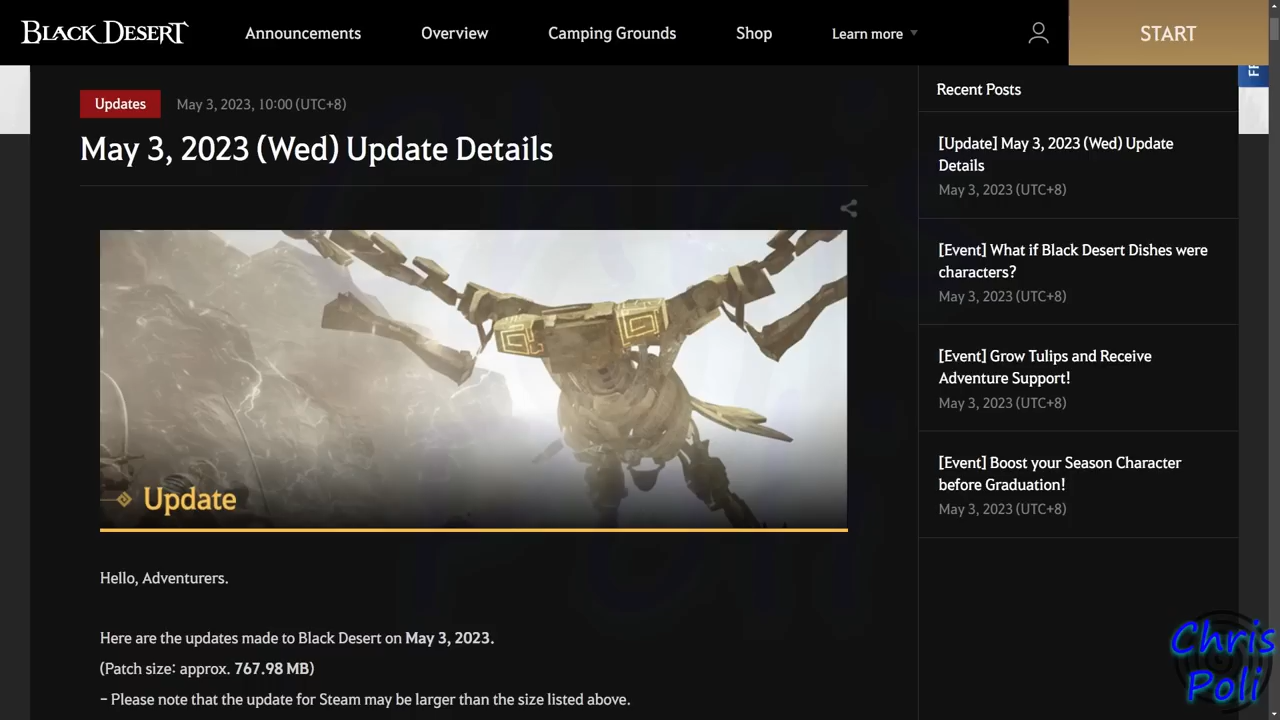 BLACK DESERT
Announcements
Overview
Camping Grounds
Shop
Learn more
START
Updates
May 3, 2023, 10:00 (UTC+8)
May 3, 2023 (Wed) Update Details
Update
Hello, Adventurers.
Here are the updates made to Black Desert on May 3, 2023.
(Patch size: approx. 767.98 MB)
– Please note that the update for Steam may be larger than the size listed above.
Recent Posts
[Update] May 3, 2023 (Wed) Update
Details
May 3, 2023 (UTC+8)
[Event] What if Black Desert Dishes were
characters?
May 3, 2023 (UTC+8)
[Event] Grow Tulips and Receive
Adventure Support!
May 3, 2023 (UTC+8)
[Event] Boost your Season Character
before Graduation!
May 3, 2023 (UTC+8)
Chris
Poli